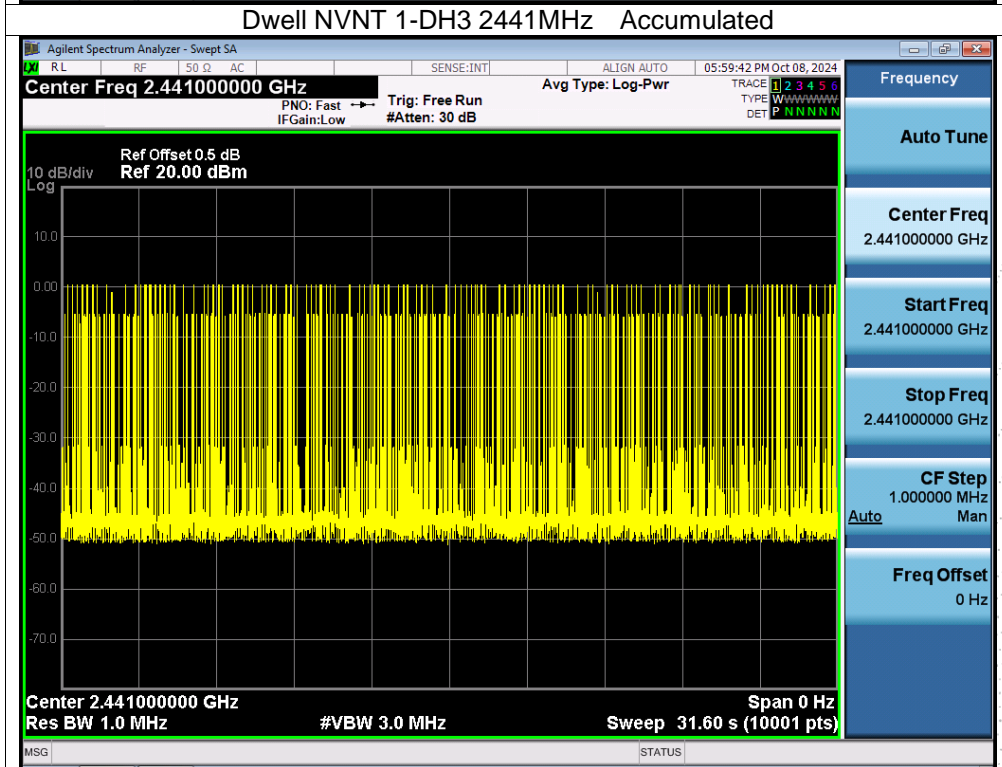 Dwell NVNT 1-DH3 2441MHz Accumulated
Agilent Spectrum Analyzer - Swept SA
LXI RL RF 50 Ω AC SENSE:INT ALIGN AUTO 05:59:42 PM Oct 08, 2024
Center Freq 2.441000000 GHz
PNO: Fast
IFGain:Low
Trig: Free Run
#Atten: 30 dB
Avg Type: Log-Pwr
TRACE 1 2 3 4 5 6
TYPE WWWWWW
DET P N N N N N
Ref Offset 0.5 dB
10 dB/div Ref 20.00 dBm
Log
10.0
0.00
-10.0
-20.0
-30.0
-40.0
-50.0
-60.0
-70.0
Center 2.441000000 GHz Span 0 Hz
Res BW 1.0 MHz #VBW 3.0 MHz Sweep 31.60 s (10001 pts)
MSG STATUS
Frequency
Auto Tune
Center Freq
2.441000000 GHz
Start Freq
2.441000000 GHz
Stop Freq
2.441000000 GHz
CF Step
1.000000 MHz
Auto Man
Freq Offset
0 Hz